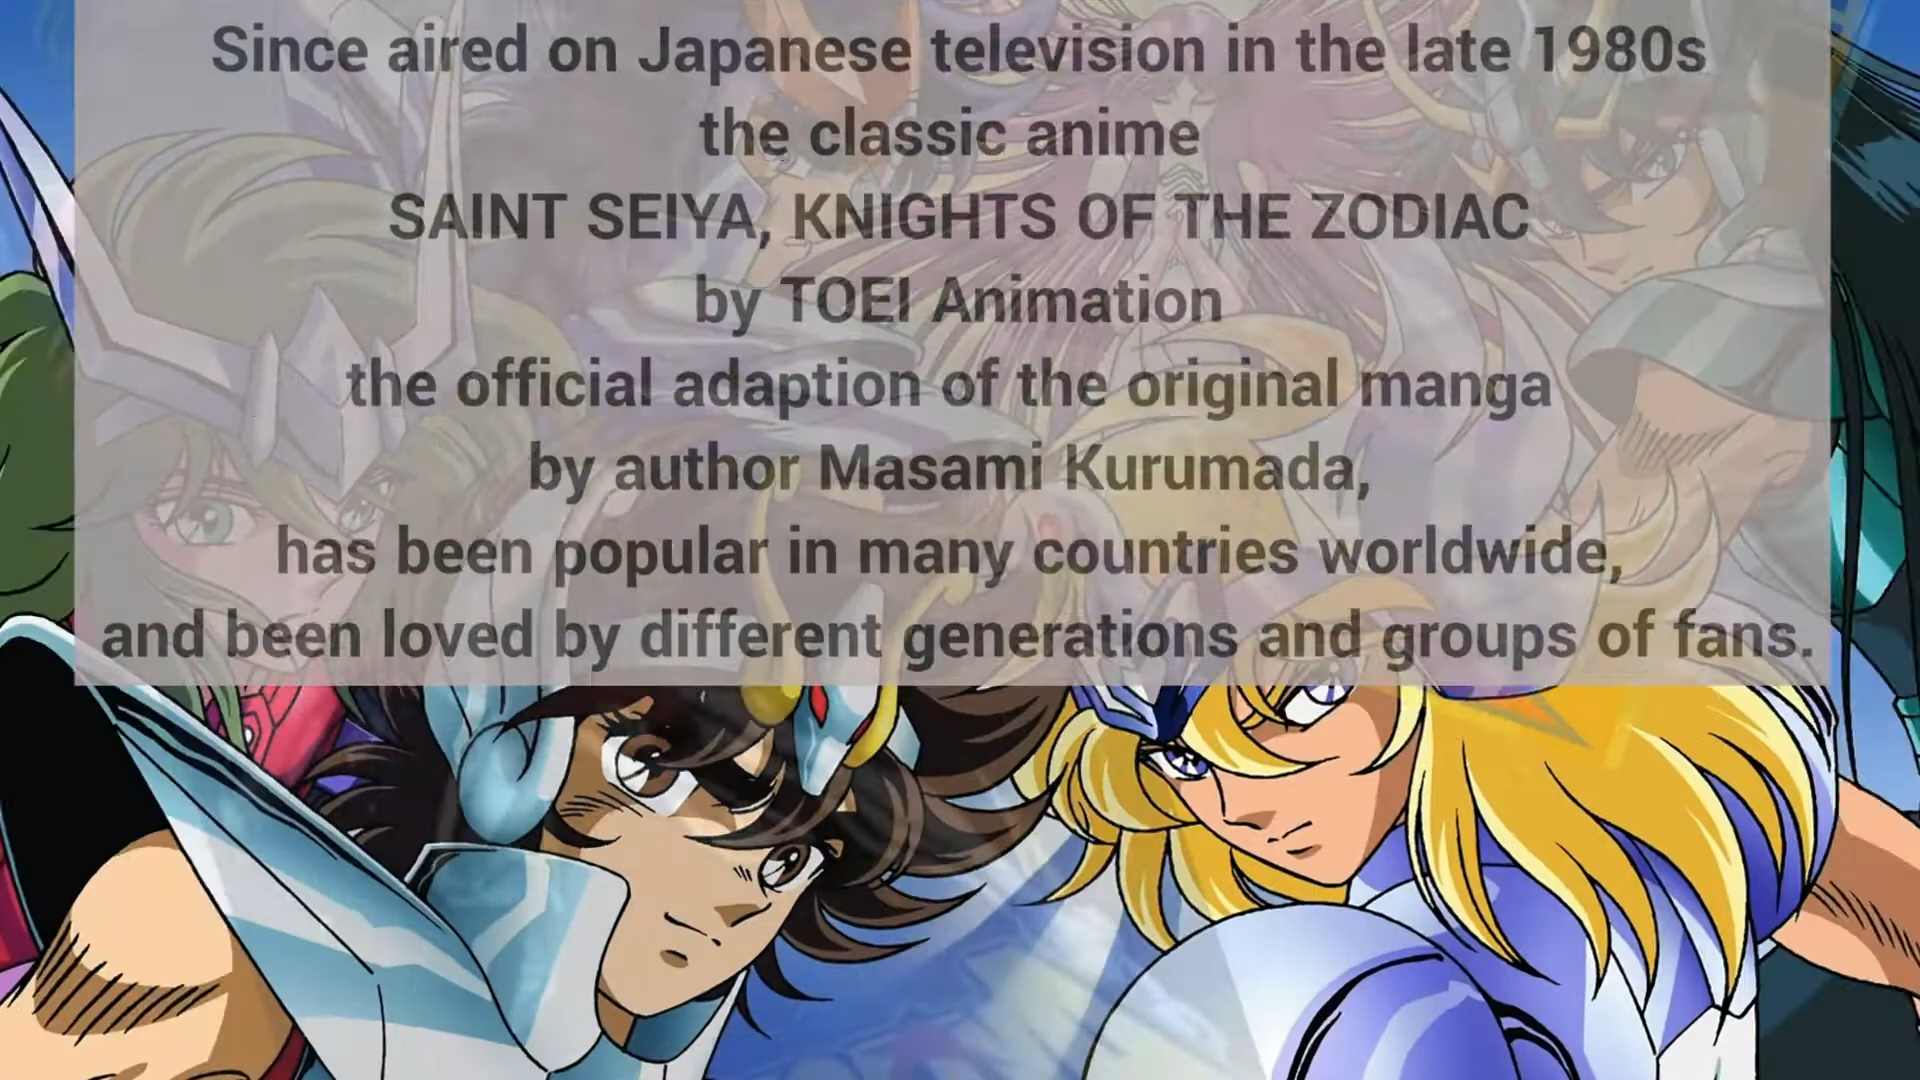 Since aired on Japanese television in the late 1980s
the classic anime
SAINT SEIYA, KNIGHTS OF THE ZODIAC
by TOEI Animation
the official adaption of the original manga
by author Masami Kurumada,
has been popular in many countries worldwide,
and been loved by different generations and groups of fans.